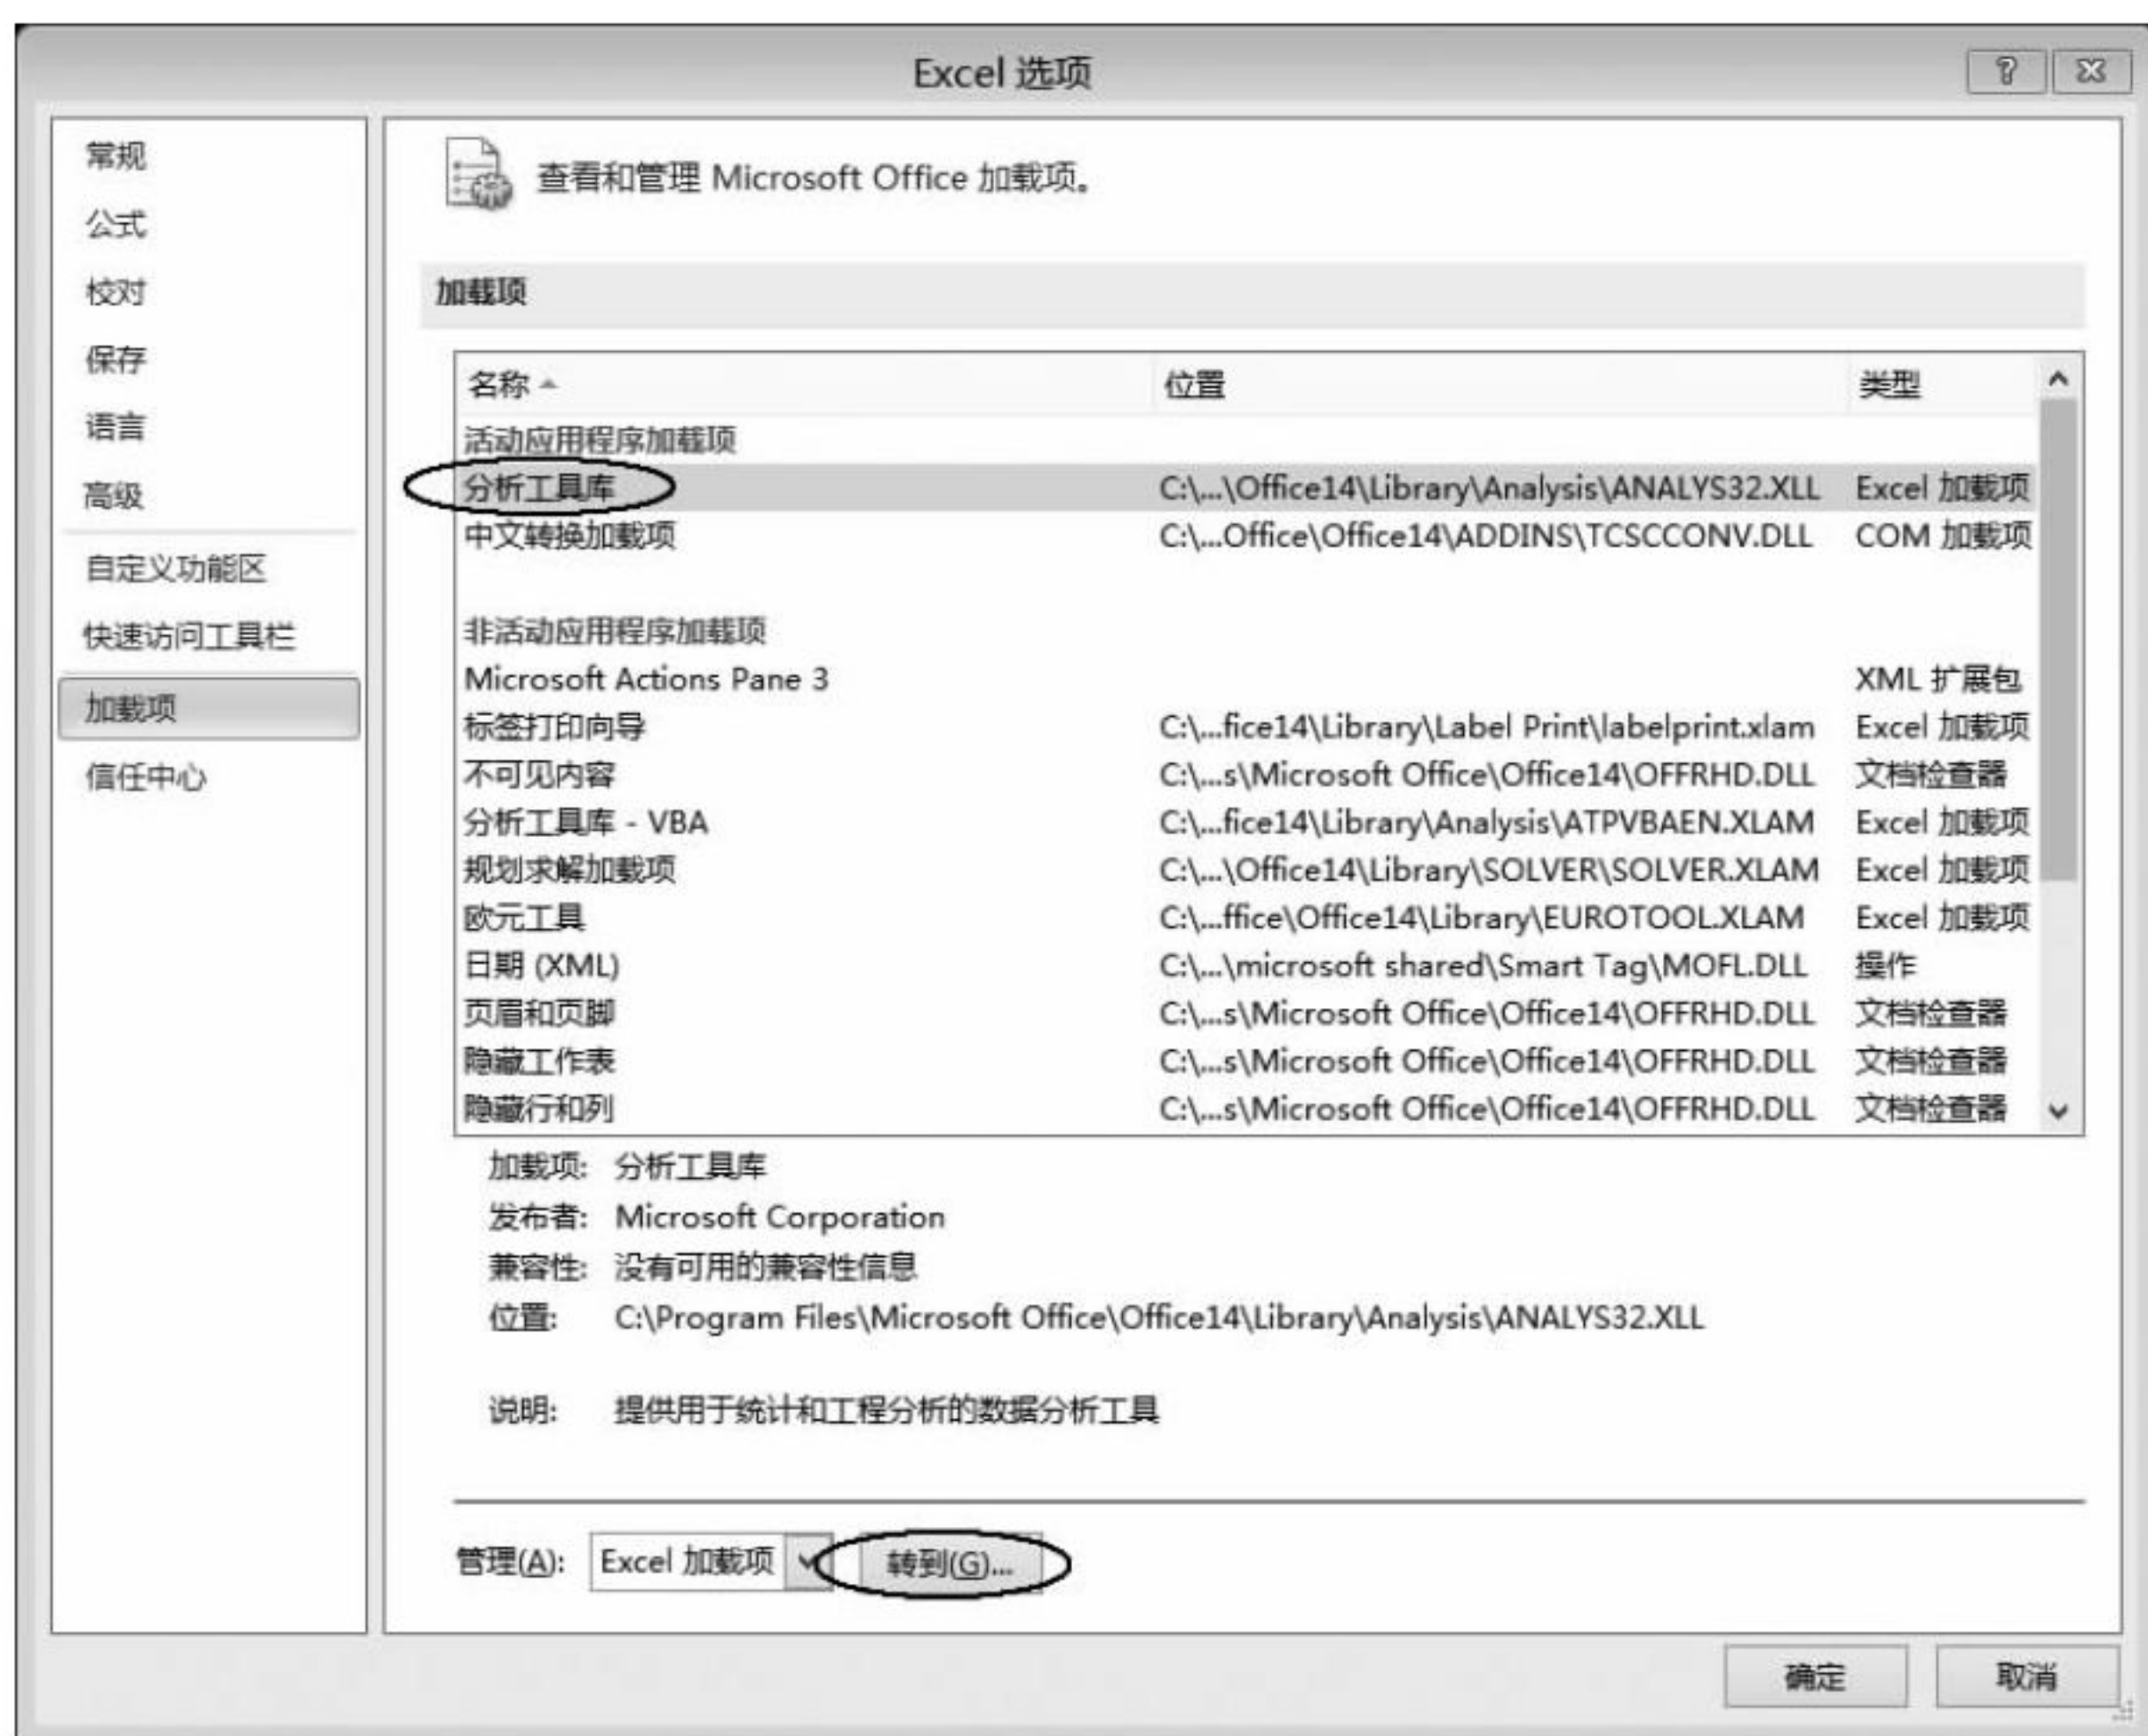 Excel 选项
常规
公式
校对
保存
语言
高级
自定义功能区
快速访问工具栏
加载项
信任中心
查看和管理 Microsoft Office 加载项。
加载项
名称 位置 类型
活动应用程序加载项
分析工具库 C:\...\Office14\Library\Analysis\ANALYS32.XLL Excel 加载项
中文转换加载项 C:\...Office\Office14\ADDINS\TCSCCONV.DLL COM 加载项
非活动应用程序加载项
Microsoft Actions Pane 3 XML 扩展包
标签打印向导 C:\...fice14\Library\Label Print\labelprint.xlam Excel 加载项
不可见内容 C:\...s\Microsoft Office\Office14\OFFRHD.DLL 文档检查器
分析工具库 - VBA C:\...fice14\Library\Analysis\ATPVBAEN.XLAM Excel 加载项
规划求解加载项 C:\...\Office14\Library\SOLVER\SOLVER.XLAM Excel 加载项
欧元工具 C:\...ffice\Office14\Library\EUROTOOL.XLAM Excel 加载项
日期 (XML) C:\...\microsoft shared\Smart Tag\MOFL.DLL 操作
页眉和页脚 C:\...s\Microsoft Office\Office14\OFFRHD.DLL 文档检查器
隐藏工作表 C:\...s\Microsoft Office\Office14\OFFRHD.DLL 文档检查器
隐藏行和列 C:\...s\Microsoft Office\Office14\OFFRHD.DLL 文档检查器
加载项: 分析工具库
发布者: Microsoft Corporation
兼容性: 没有可用的兼容性信息
位置: C:\Program Files\Microsoft Office\Office14\Library\Analysis\ANALYS32.XLL
说明: 提供用于统计和工程分析的数据分析工具
管理(A): Excel 加载项 转到(G)...
确定 取消